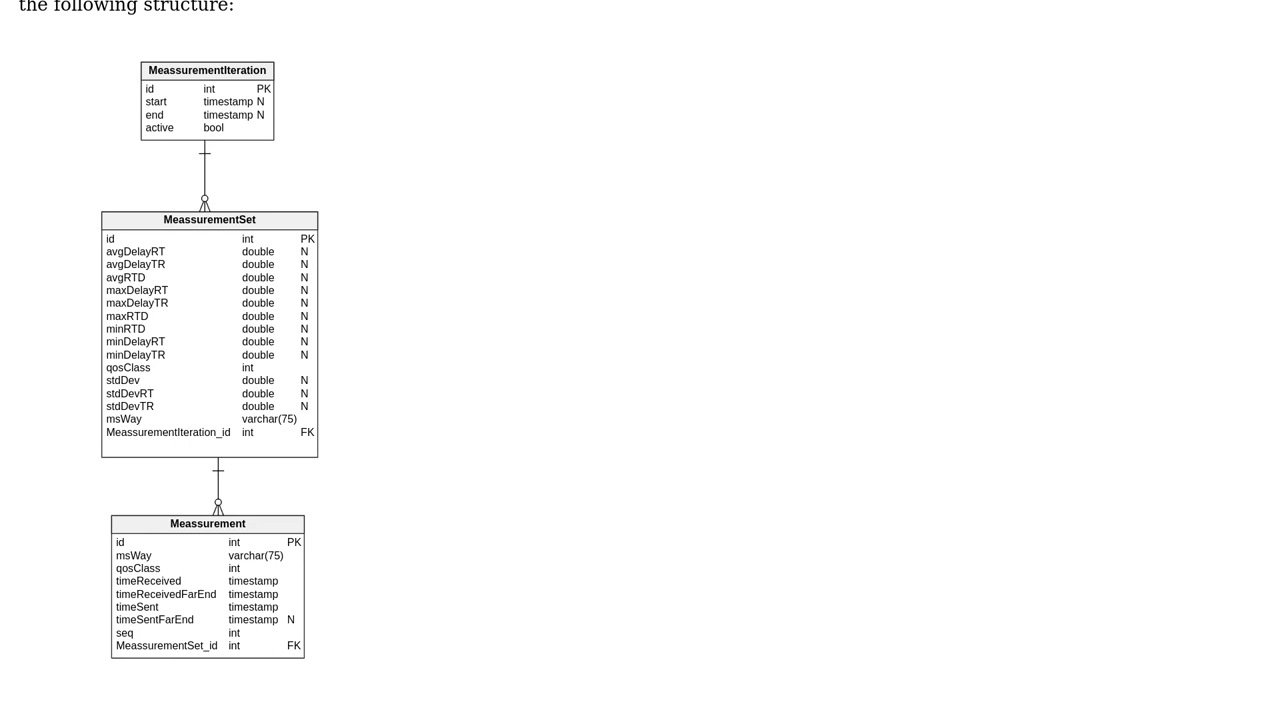 the following structure:
MeassurementIteration
id int PK
start timestamp N
end timestamp N
active bool
MeassurementSet
id int PK
avgDelayRT double N
avgDelayTR double N
avgRTD double N
maxDelayRT double N
maxDelayTR double N
maxRTD double N
minRTD double N
minDelayRT double N
minDelayTR double N
qosClass int
stdDev double N
stdDevRT double N
stdDevTR double N
msWay varchar(75)
MeassurementIteration_id int FK
Meassurement
id int PK
msWay varchar(75)
qosClass int
timeReceived timestamp
timeReceivedFarEnd timestamp
timeSent timestamp
timeSentFarEnd timestamp N
seq int
MeassurementSet_id int FK